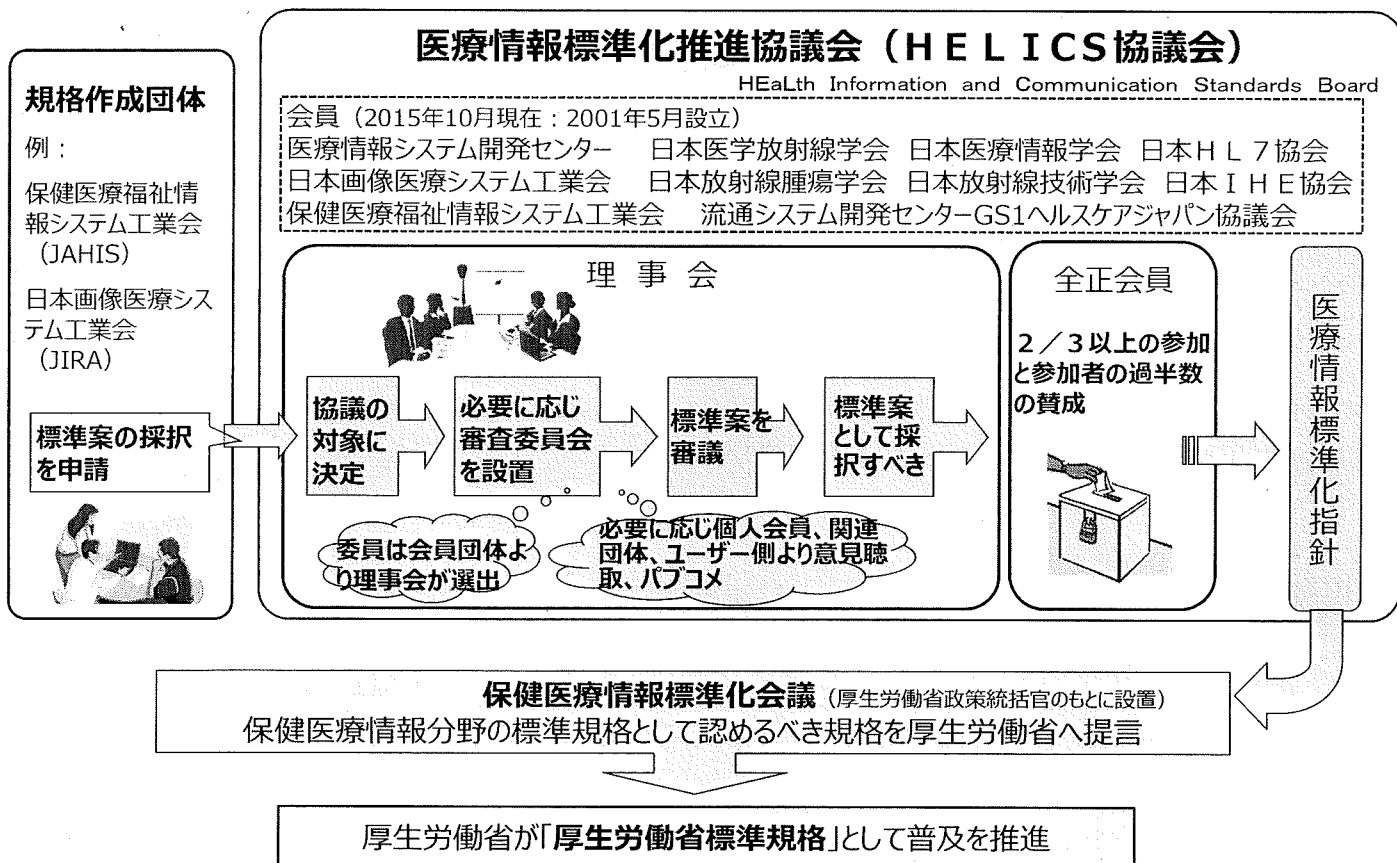 医療情報標準化推進協議会（ＨＥＬＩＣＳ協議会）
HEaLth Information and Communication Standards Board
規格作成団体
例：
保健医療福祉情
報システム工業会
（JAHIS）
日本画像医療シス
テム工業会
（JIRA）
標準案の採択
を申請
会員（2015年10月現在：2001年5月設立）
医療情報システム開発センター　日本医学放射線学会　日本医療情報学会　日本ＨＬ７協会
日本画像医療システム工業会　日本放射線腫瘍学会　日本放射線技術学会　日本ＩＨＥ協会
保健医療福祉情報システム工業会　流通システム開発センターGS1ヘルスケアジャパン協議会
理事会
協議の
対象に
決定
必要に応じ
審査委員会
を設置
標準案を
審議
標準案
として採
択すべき
委員は会員団体よ
り理事会が選出
必要に応じ個人会員、関連
団体、ユーザー側より意見聴
取、パブコメ
全正会員
２／３以上の参加
と参加者の過半数
の賛成
医療情報標準化指針
保健医療情報標準化会議（厚生労働省政策統括官のもとに設置）
保健医療情報分野の標準規格として認めるべき規格を厚生労働省へ提言
厚生労働省が「厚生労働省標準規格」として普及を推進